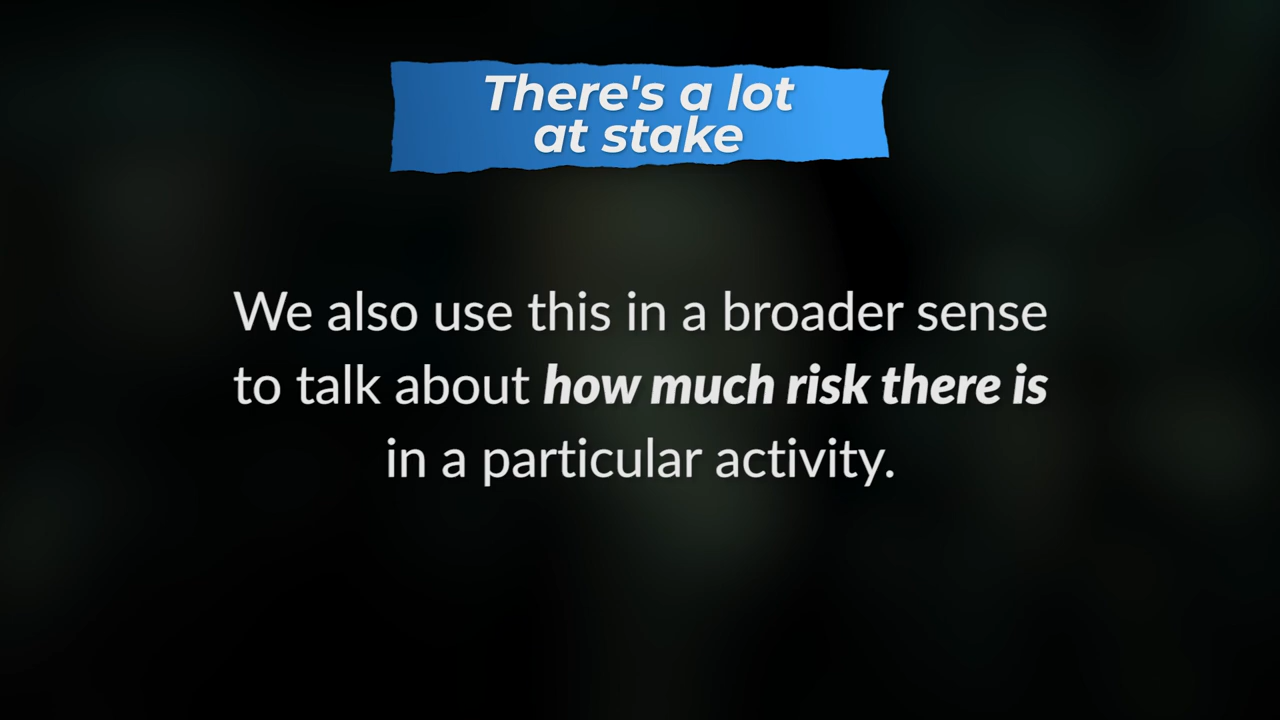 There's a lot
at stake
We also use this in a broader sense
to talk about how much risk there is
in a particular activity.